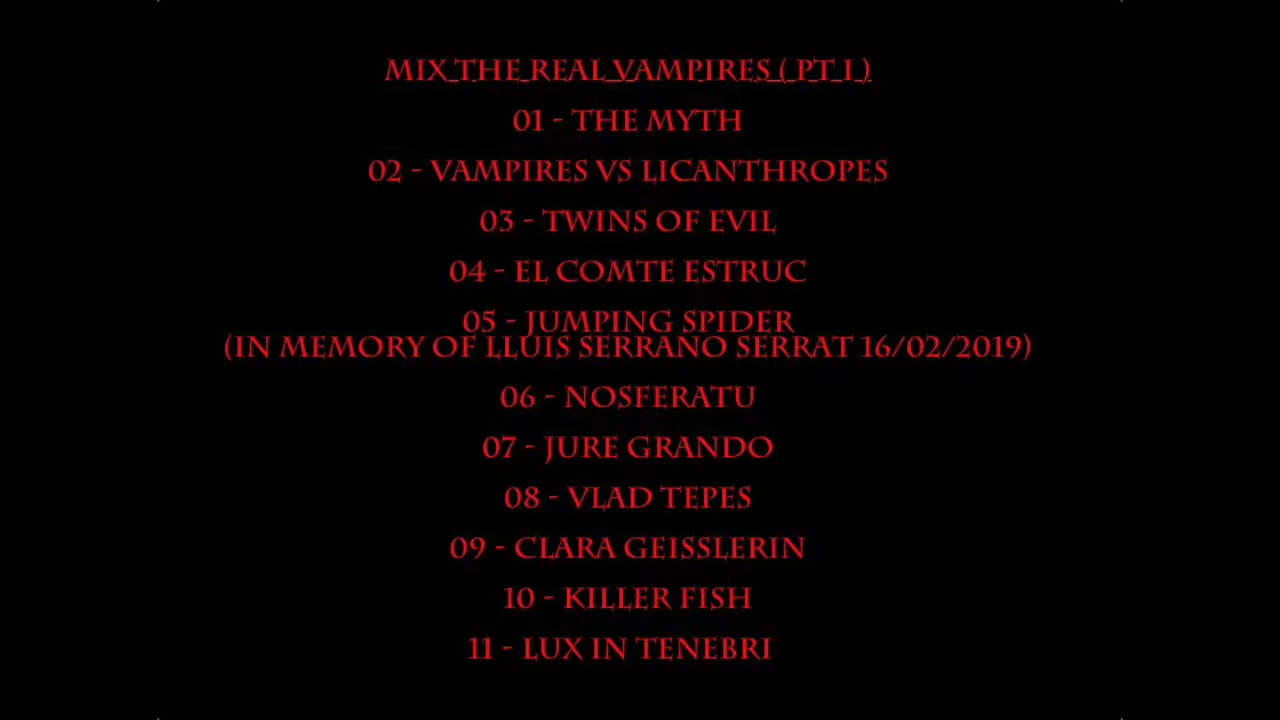 MIX THE REAL VAMPIRES ( PT I )
01 - THE MYTH
02 - VAMPIRES VS LICANTHROPES
03 - TWINS OF EVIL
04 - EL COMTE ESTRUC
05 - JUMPING SPIDER
(IN MEMORY OF LLUIS SERRANO SERRAT 16/02/2019)
06 - NOSFERATU
07 - JURE GRANDO
08 - VLAD TEPES
09 - CLARA GEISSLERIN
10 - KILLER FISH
11 - LUX IN TENEBRI